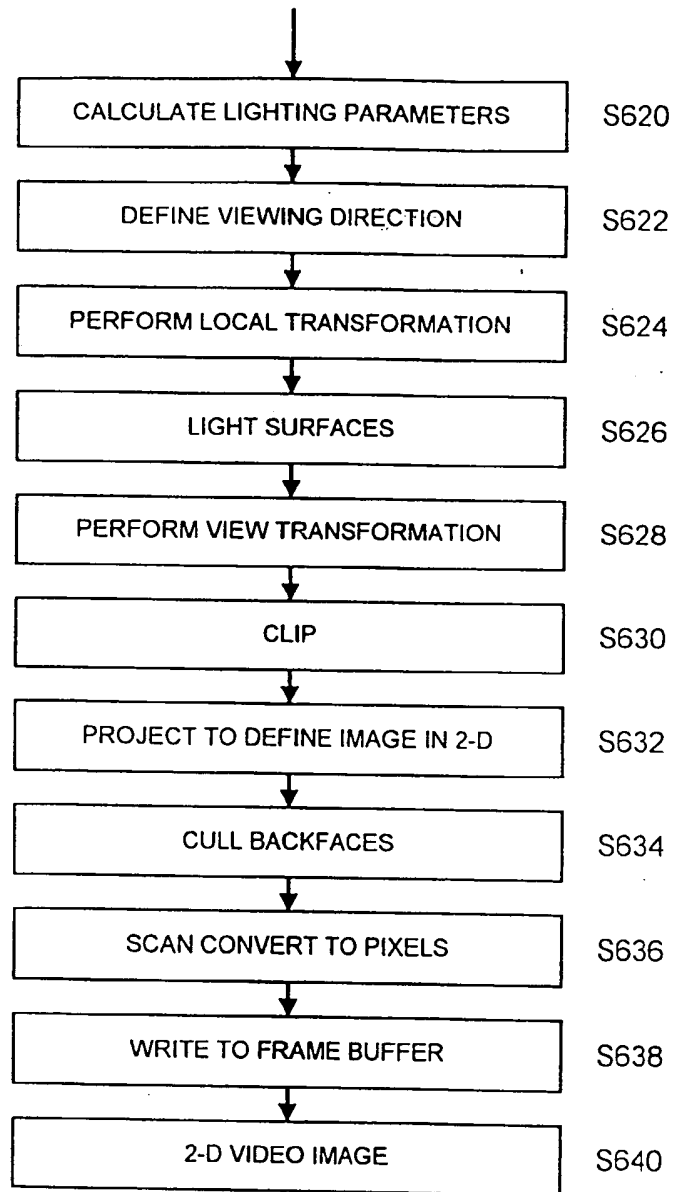 CALCULATE LIGHTING PARAMETERS S620
DEFINE VIEWING DIRECTION S622
PERFORM LOCAL TRANSFORMATION S624
LIGHT SURFACES S626
PERFORM VIEW TRANSFORMATION S628
CLIP S630
PROJECT TO DEFINE IMAGE IN 2-D S632
CULL BACKFACES S634
SCAN CONVERT TO PIXELS S636
WRITE TO FRAME BUFFER S638
2-D VIDEO IMAGE S640